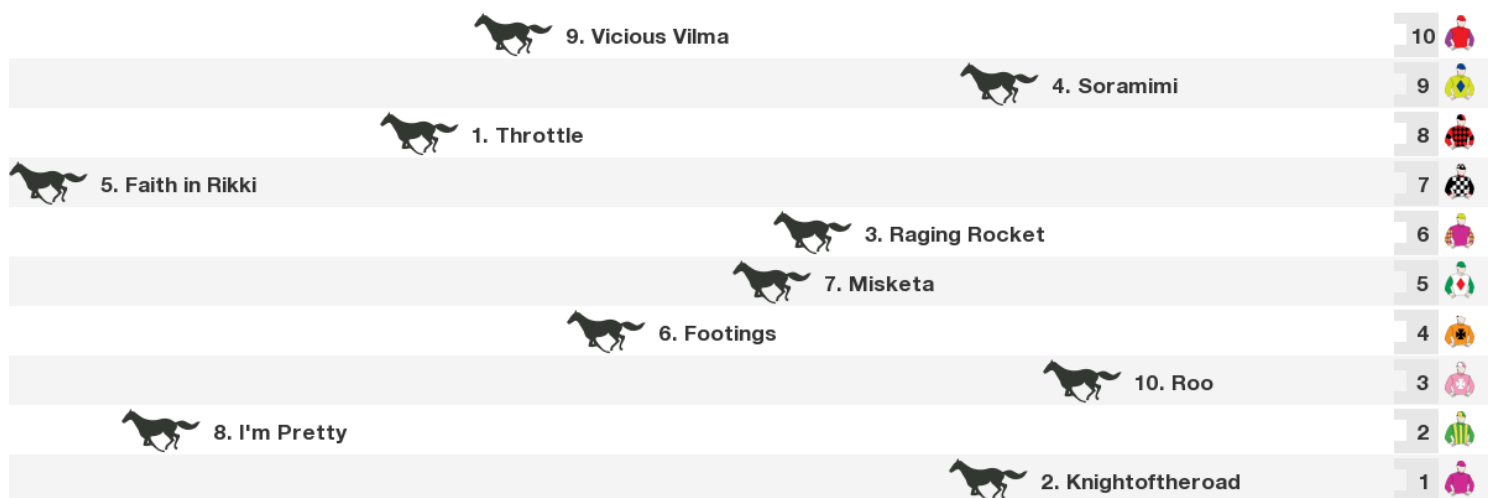 9. Vicious Vilma 10
4. Soramimi 9
1. Throttle 8
5. Faith in Rikki 7
3. Raging Rocket 6
7. Misketa 5
6. Footings 4
10. Roo 3
8. I'm Pretty 2
2. Knightoftheroad 1